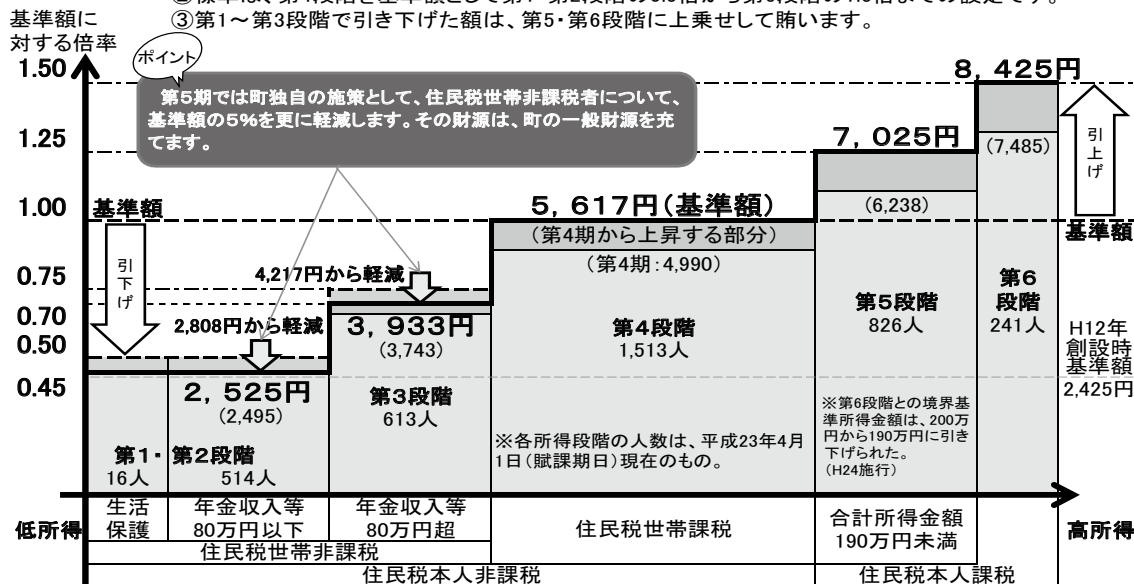 ③第1～第3段階で引き下げた額は、第5・第6段階に上乗せして賄います。
基準額に
対する倍率
ポイント
第5期では町独自の施策として、住民税世帯非課税者について、
基準額の5%を更に軽減します。その財源は、町の一般財源を充
てます。
1.50
1.25
1.00
0.75
0.70
0.50
0.45
基準額
引下げ
2,808円から軽減
4,217円から軽減
2,525円
(2,495)
第1・第2段階
16人
514人
3,933円
(3,743)
第3段階
613人
5,617円(基準額)
(第4期から上昇する部分)
(第4期:4,990)
第4段階
1,513人
※各所得段階の人数は、平成23年4月
1日(賦課期日)現在のもの。
7,025円
(6,238)
第5段階
826人
※第6段階との境界基
準所得金額は、200万
円から190万円に引き
下げられた。
(H24施行)
8,425円
(7,485)
第6
段階
241人
引上げ
基準額
H12年
創設時
基準額
2,425円
低所得
生活
保護
年金収入等
80万円以下
年金収入等
80万円超
住民税世帯課税
合計所得金額
190万円未満
高所得
住民税世帯非課税
住民税本人非課税
住民税本人課税